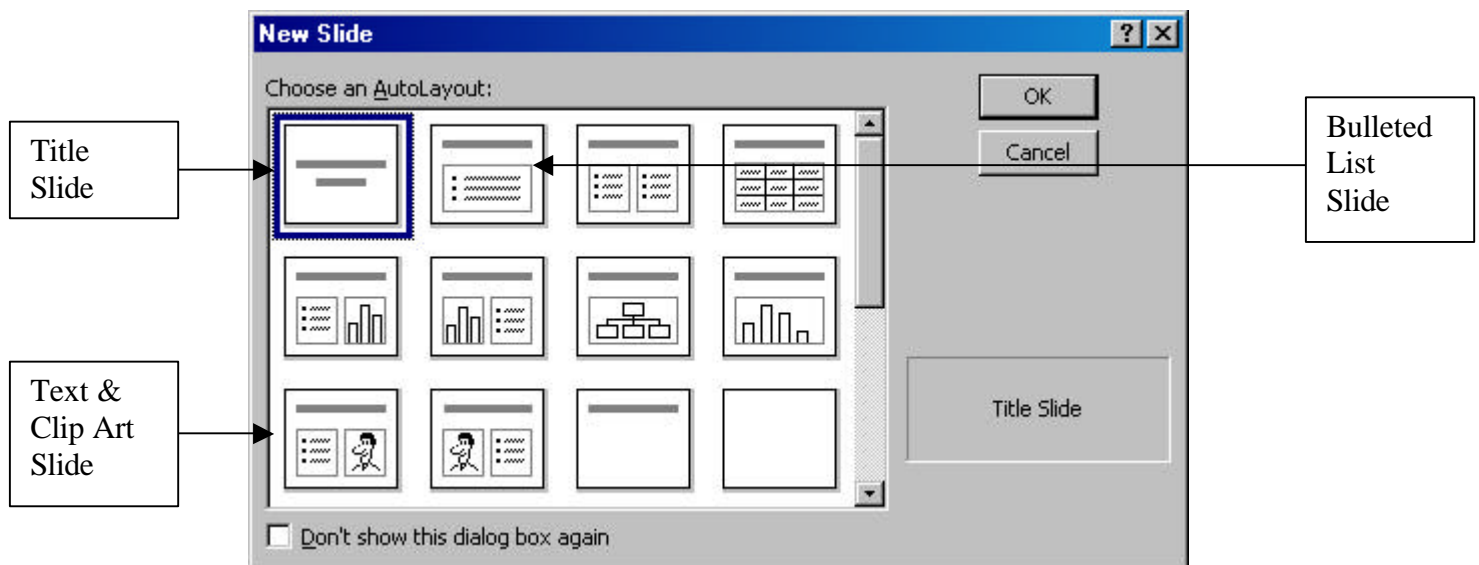 New Slide
Choose an AutoLayout:
OK
Cancel
Title
Slide
Bulleted
List
Slide
Text &
Clip Art
Slide
Title Slide
Don't show this dialog box again